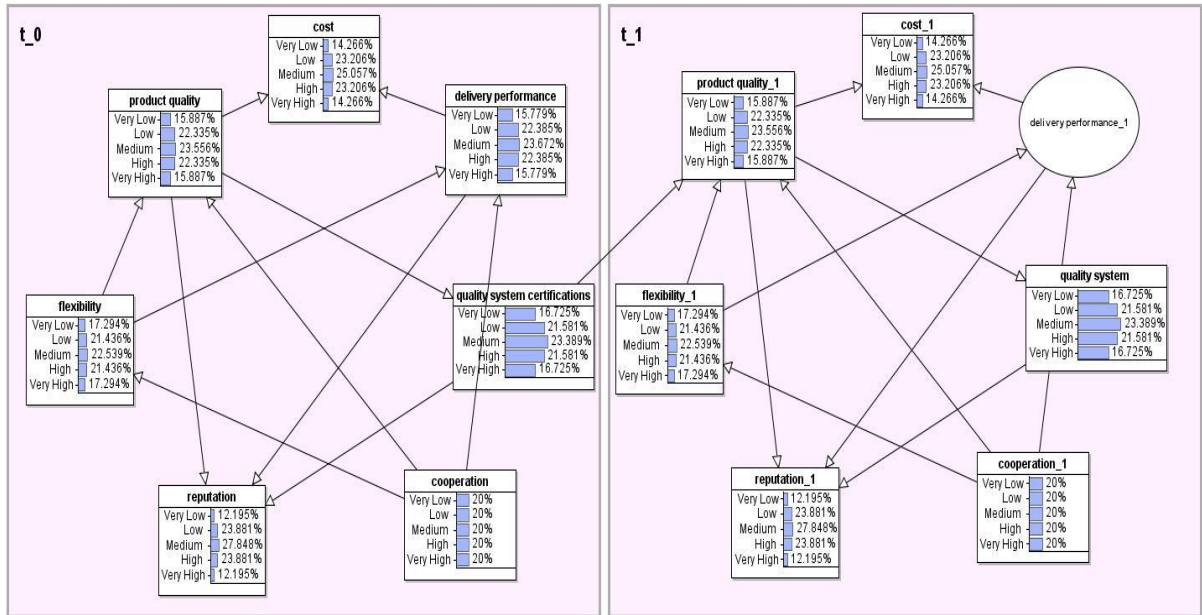 t_0
cost
Very Low 14.266%
Low 23.206%
Medium 25.057%
High 23.206%
Very High 14.266%
product quality
Very Low 15.887%
Low 22.335%
Medium 23.556%
High 22.335%
Very High 15.887%
delivery performance
Very Low 15.779%
Low 22.385%
Medium 23.672%
High 22.385%
Very High 15.779%
flexibility
Very Low 17.294%
Low 21.436%
Medium 22.539%
High 21.436%
Very High 17.294%
quality system certifications
Very Low 16.725%
Low 21.581%
Medium 23.389%
High 21.581%
Very High 16.725%
reputation
Very Low 12.195%
Low 23.881%
Medium 27.848%
High 23.881%
Very High 12.195%
cooperation
Very Low 20%
Low 20%
Medium 20%
High 20%
Very High 20%
t_1
cost_1
Very Low 14.266%
Low 23.206%
Medium 25.057%
High 23.206%
Very High 14.266%
product quality_1
Very Low 15.887%
Low 22.335%
Medium 23.556%
High 22.335%
Very High 15.887%
delivery performance_1
flexibility_1
Very Low 17.294%
Low 21.436%
Medium 22.539%
High 21.436%
Very High 17.294%
quality system
Very Low 16.725%
Low 21.581%
Medium 23.389%
High 21.581%
Very High 16.725%
reputation_1
Very Low 12.195%
Low 23.881%
Medium 27.848%
High 23.881%
Very High 12.195%
cooperation_1
Very Low 20%
Low 20%
Medium 20%
High 20%
Very High 20%